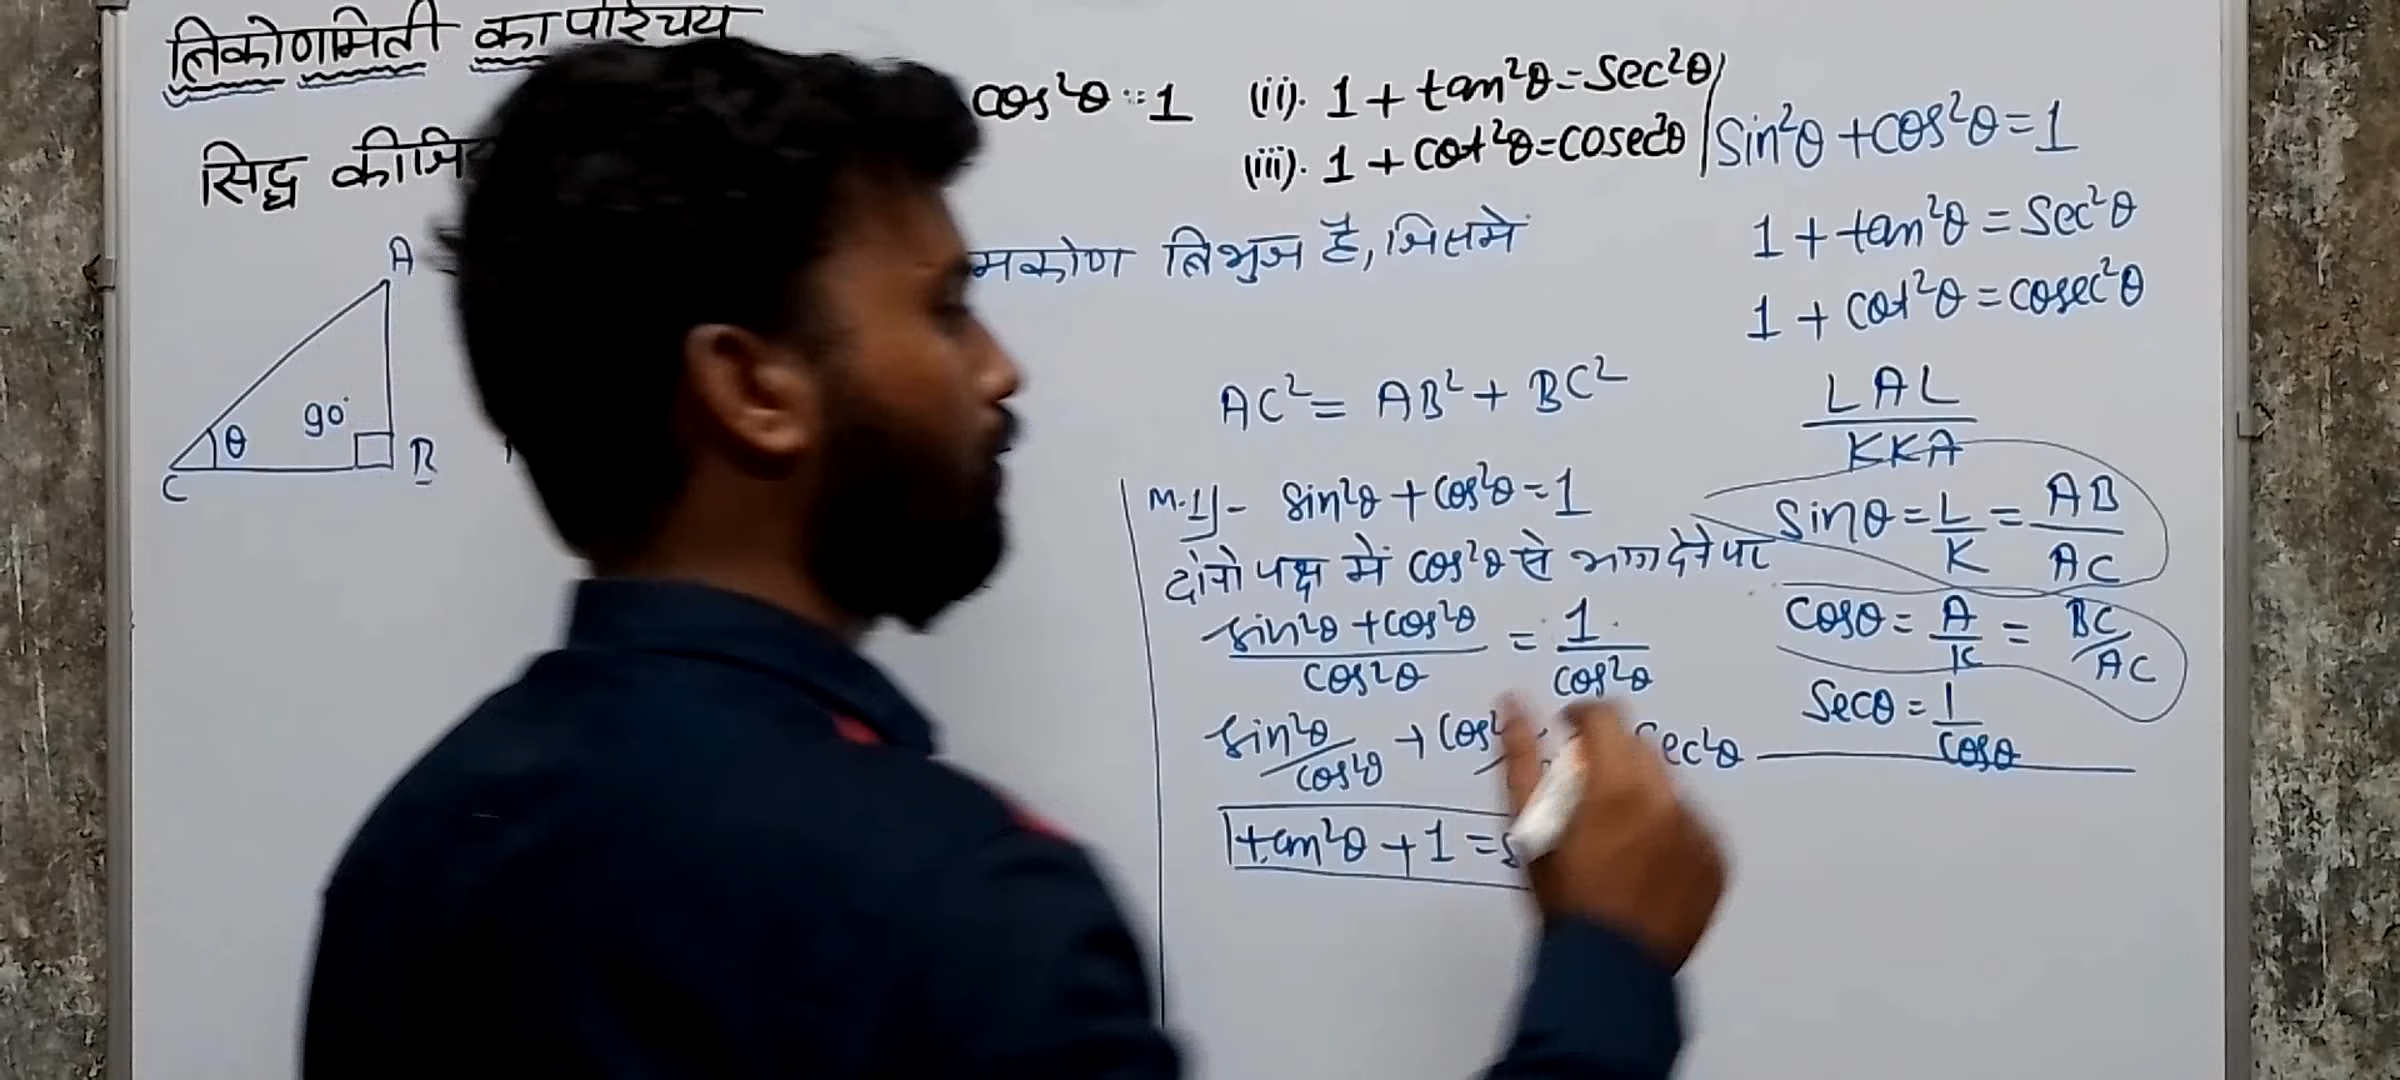 त्रिकोणमिती का परिचय
सिद्ध कीजि
cos²θ = 1
(ii). 1 + tan²θ = Sec²θ
(iii). 1 + cot²θ = cosec²θ
Sin²θ + cos²θ = 1
1 + tan²θ = Sec²θ
1 + cot²θ = cosec²θ
A
90°
θ
B
C
मकोण त्रिभुज है, जिसमे
AC² = AB² + BC²
M.1)- sin²θ + cos²θ = 1
दोनो पक्ष में cos²θ से भाग देने पर
sin²θ + cos²θ / cos²θ = 1 / cos²θ
sin²θ / cos²θ + cos² ec²θ
tan²θ + 1 = s
LAL / KKA
Sinθ = L / K = AB / AC
cosθ = A / K = BC / AC
Secθ = 1 / cosθ